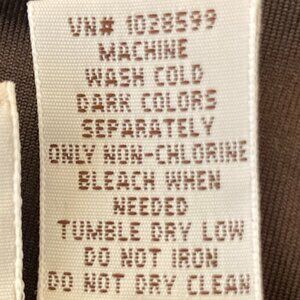 VN# 1038599
MACHINE
WASH COLD
DARK COLORS
SEPARATELY
ONLY NON-CHLORINE
BLEACH WHEN
NEEDED
TUMBLE DRY LOW
DO NOT IRON
DO NOT DRY CLEAN